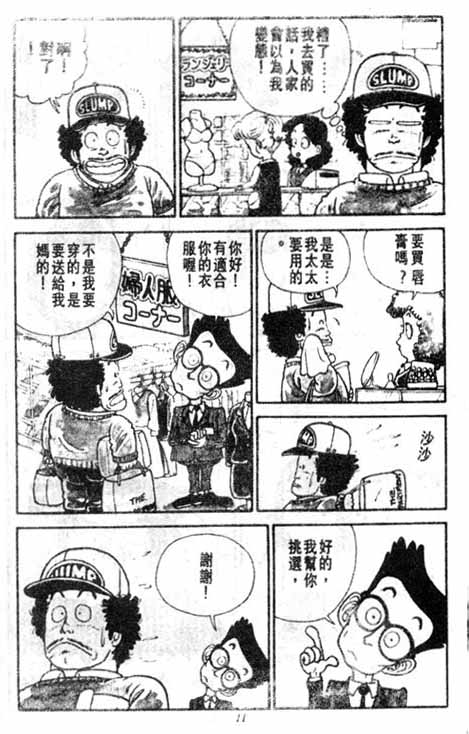 禮了……
我去買的
話，人家
會以為我
變態！
ランジェリー
コーナー
SLUMP
啊！
對了！
SLUMP
要買唇
膏嗎？
是是…
我太太
要用的。
你好！
有適合
你的衣
服喔！
婦人服
コーナー
不是我要
穿的，是
要送給我
媽的！
THE
沙沙
MP
好的，
我幫你
挑選，
謝謝！
SLUMP
11